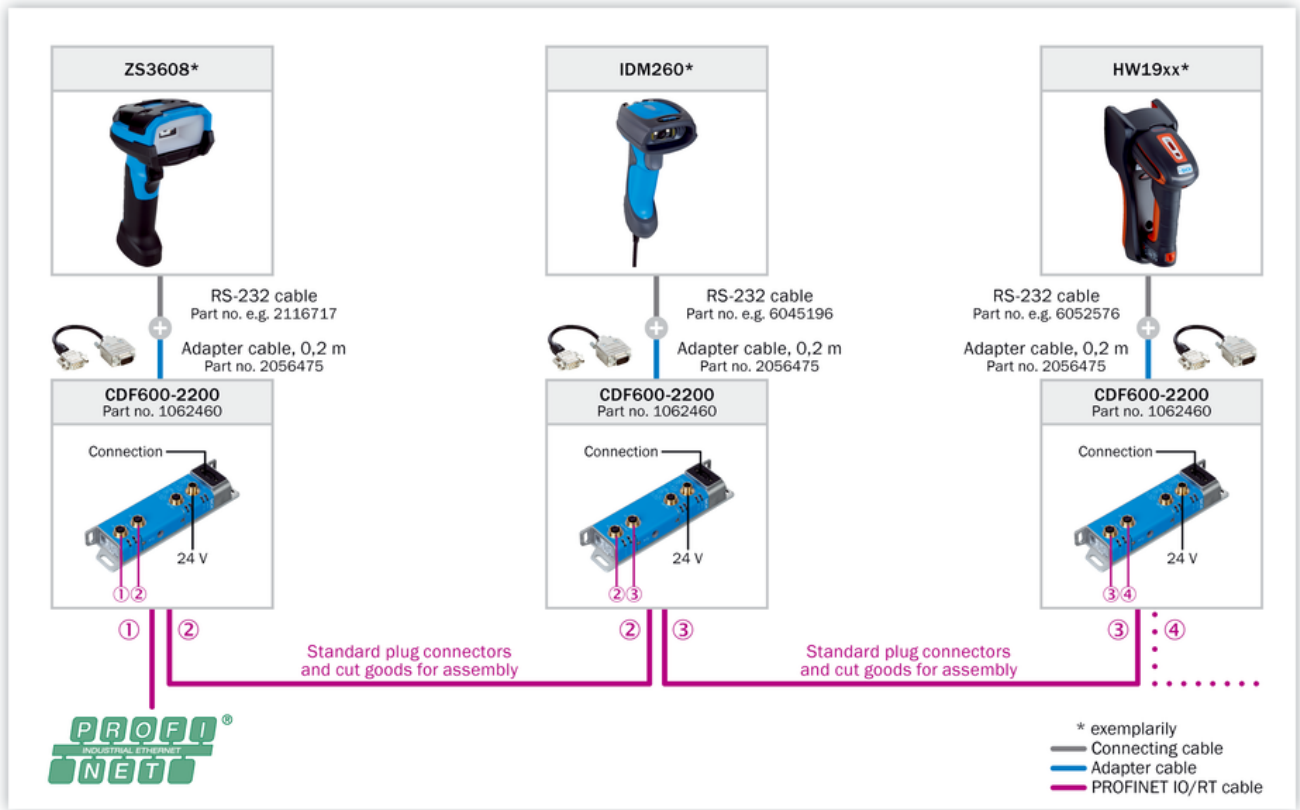 ZS3608*
IDM260*
HW19xx*
RS-232 cable
Part no. e.g. 2116717
Adapter cable, 0,2 m
Part no. 2056475
RS-232 cable
Part no. e.g. 6045196
Adapter cable, 0,2 m
Part no. 2056475
RS-232 cable
Part no. e.g. 6052576
Adapter cable, 0,2 m
Part no. 2056475
CDF600-2200
Part no. 1062460
Connection
24 V
①②
CDF600-2200
Part no. 1062460
Connection
24 V
②③
CDF600-2200
Part no. 1062460
Connection
24 V
③④
① ②
② ③
③ ④
Standard plug connectors
and cut goods for assembly
Standard plug connectors
and cut goods for assembly
PROFI®
INDUSTRIAL ETHERNET
NET
* exemplarily
Connecting cable
Adapter cable
PROFINET IO/RT cable